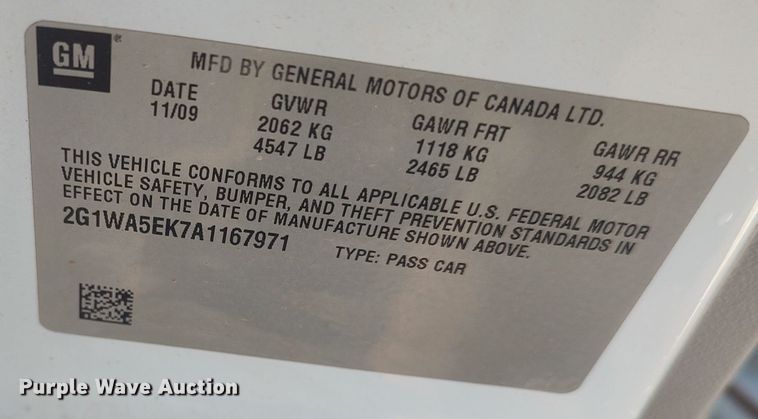 GM
MFD BY GENERAL MOTORS OF CANADA LTD.
DATE GVWR GAWR FRT GAWR RR
11/09 2062 KG 1118 KG 944 KG
4547 LB 2465 LB 2082 LB
THIS VEHICLE CONFORMS TO ALL APPLICABLE U.S. FEDERAL MOTOR
VEHICLE SAFETY, BUMPER, AND THEFT PREVENTION STANDARDS IN
EFFECT ON THE DATE OF MANUFACTURE SHOWN ABOVE.
2G1WA5EK7A1167971 TYPE: PASS CAR
Purple Wave Auction